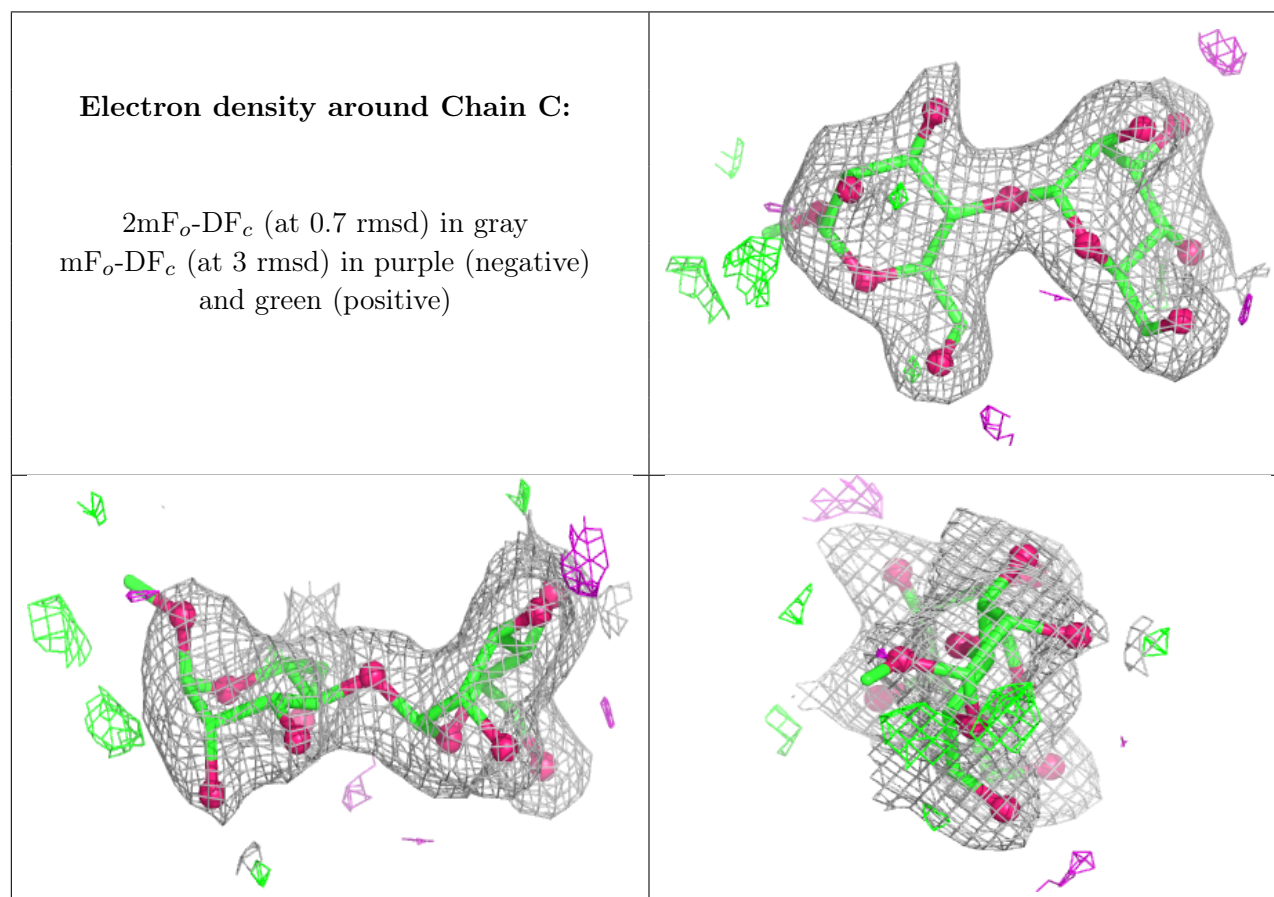 Electron density around Chain C:
2mFₒ-DF𝒸 (at 0.7 rmsd) in gray
mFₒ-DF𝒸 (at 3 rmsd) in purple (negative)
and green (positive)